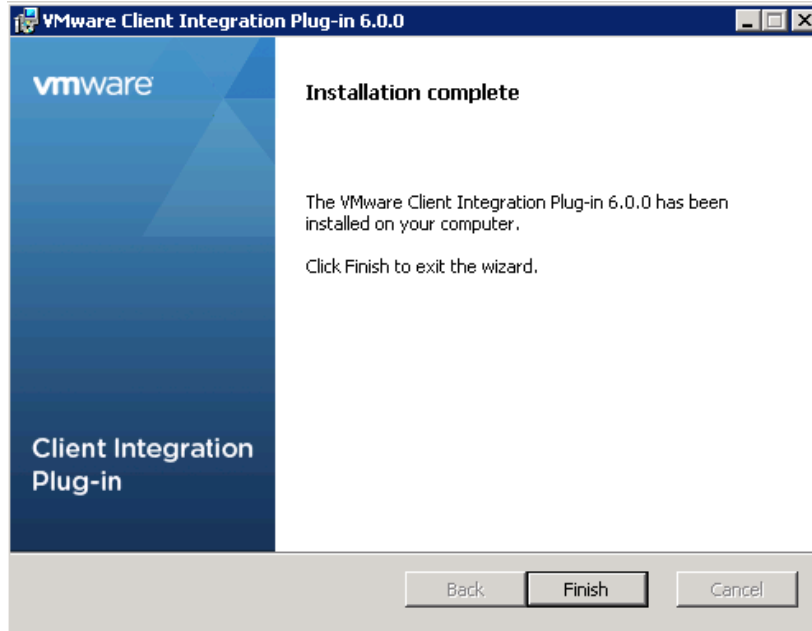 VMware Client Integration Plug-in 6.0.0
vmware
Installation complete
The VMware Client Integration Plug-in 6.0.0 has been
installed on your computer.
Click Finish to exit the wizard.
Client Integration
Plug-in
Back
Finish
Cancel